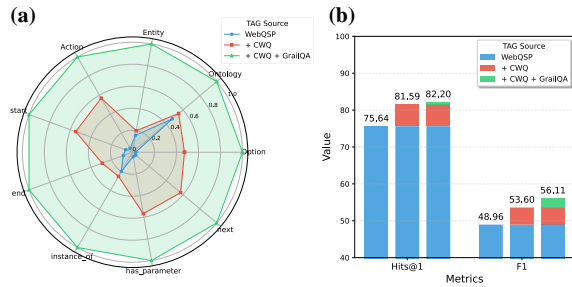 (a)
TAG Source
WebQSP
+ CWQ
+ CWQ + GrailQA
Entity
Action
Ontology
start
Option
end
next
instance_of
has_parameter
0
0.2
0.4
0.6
0.8
1.0
(b)
100
90
80
70
60
50
40
Value
TAG Source
WebQSP
+ CWQ
+ CWQ + GrailQA
75,64
81,59
82,20
48,96
53,60
56,11
Hits@1
F1
Metrics